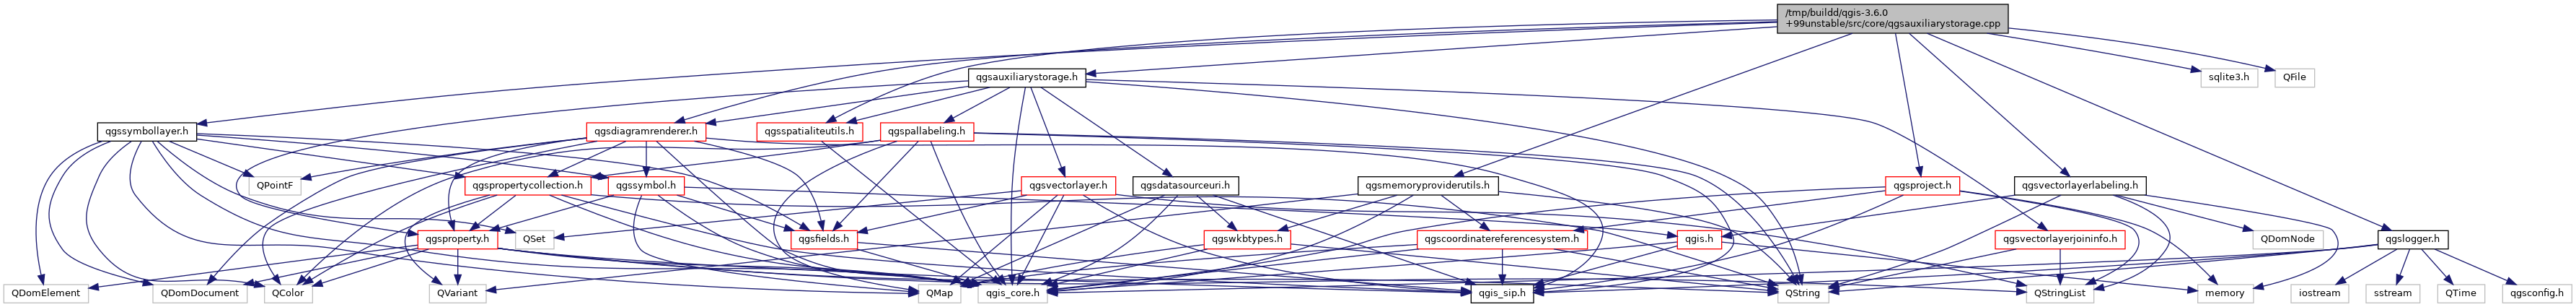 /tmp/buildd/qgis-3.6.0
+99unstable/src/core/qgsauxiliarystorage.cpp
qgsauxiliarystorage.h
sqlite3.h
QFile
qgssymbollayer.h
qgsdiagramrenderer.h
qgsspatialiteutils.h
qgspallabeling.h
QPointF
qgspropertycollection.h
qgssymbol.h
qgsvectorlayer.h
qgsdatasourceuri.h
qgsmemoryproviderutils.h
qgsproject.h
qgsvectorlayerlabeling.h
qgsproperty.h
QSet
qgsfields.h
qgswkbtypes.h
qgscoordinatereferencesystem.h
qgis.h
qgsvectorlayerjoininfo.h
QDomNode
qgslogger.h
QDomElement
QDomDocument
QColor
QVariant
QMap
qgis_core.h
qgis_sip.h
QString
QStringList
memory
iostream
sstream
QTime
qgsconfig.h